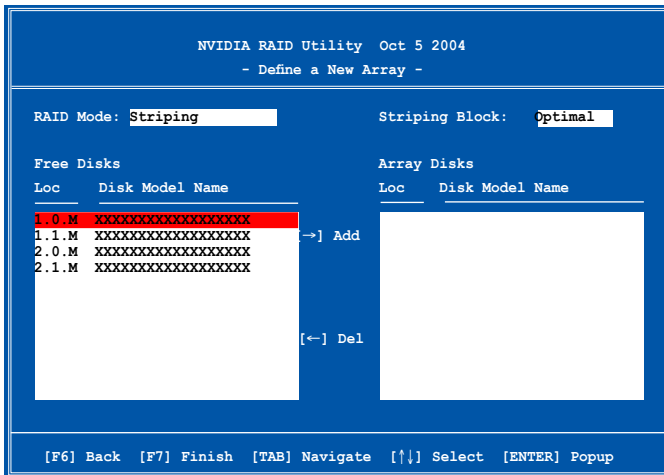 NVIDIA RAID Utility Oct 5 2004
- Define a New Array -
RAID Mode: Striping Striping Block: Optimal
Free Disks Array Disks
Loc Disk Model Name Loc Disk Model Name
1.0.M XXXXXXXXXXXXXXXXXX
1.1.M XXXXXXXXXXXXXXXXXX [→] Add
2.0.M XXXXXXXXXXXXXXXXXX
2.1.M XXXXXXXXXXXXXXXXXX
[←] Del
[F6] Back [F7] Finish [TAB] Navigate [↑↓] Select [ENTER] Popup